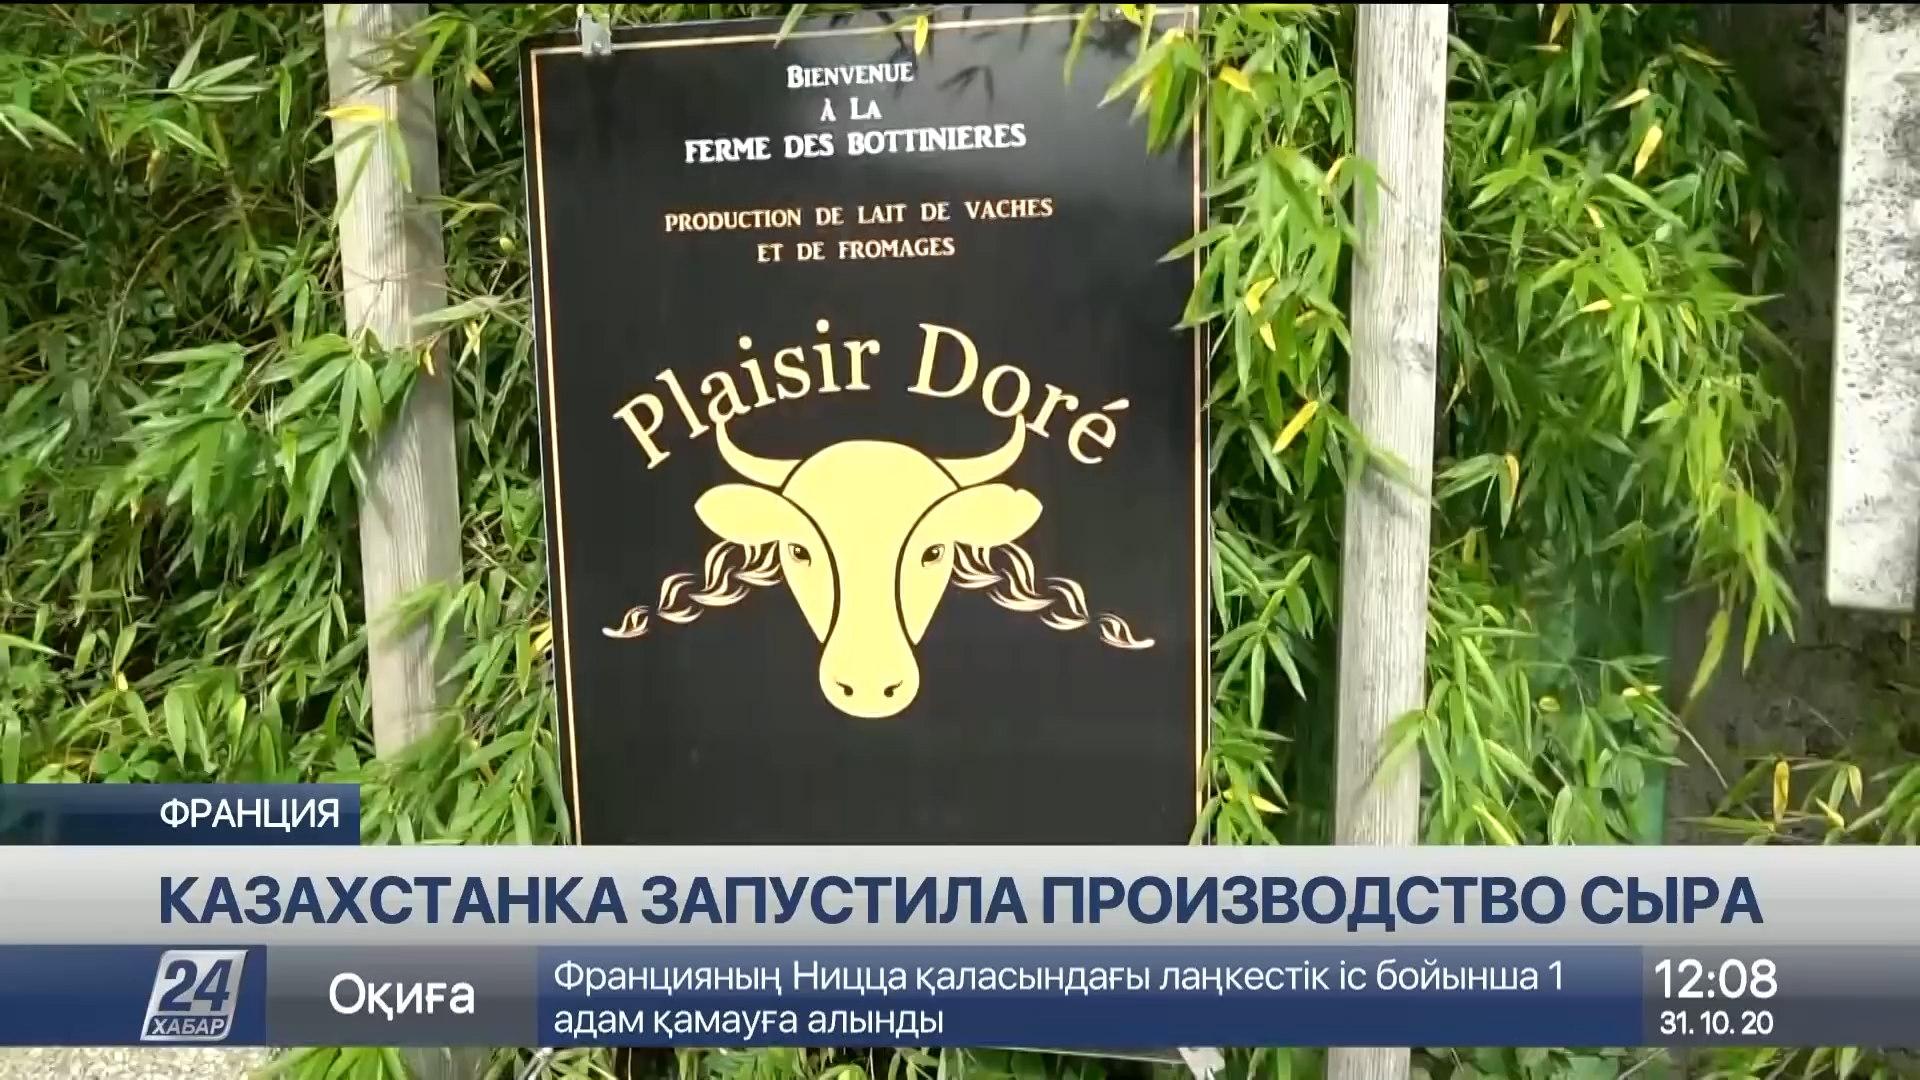 BIENVENUE
À LA
FERME DES BOTTINIERES
PRODUCTION DE LAIT DE VACHES
ET DE FROMAGES
Plaisir Doré
ФРАНЦИЯ
КАЗАХСТАНКА ЗАПУСТИЛА ПРОИЗВОДСТВО СЫРА
24
ХАБАР
Оқиға
Францияның Ницца қаласындағы лаңкестік іс бойынша 1
адам қамауға алынды
12:08
31. 10. 20